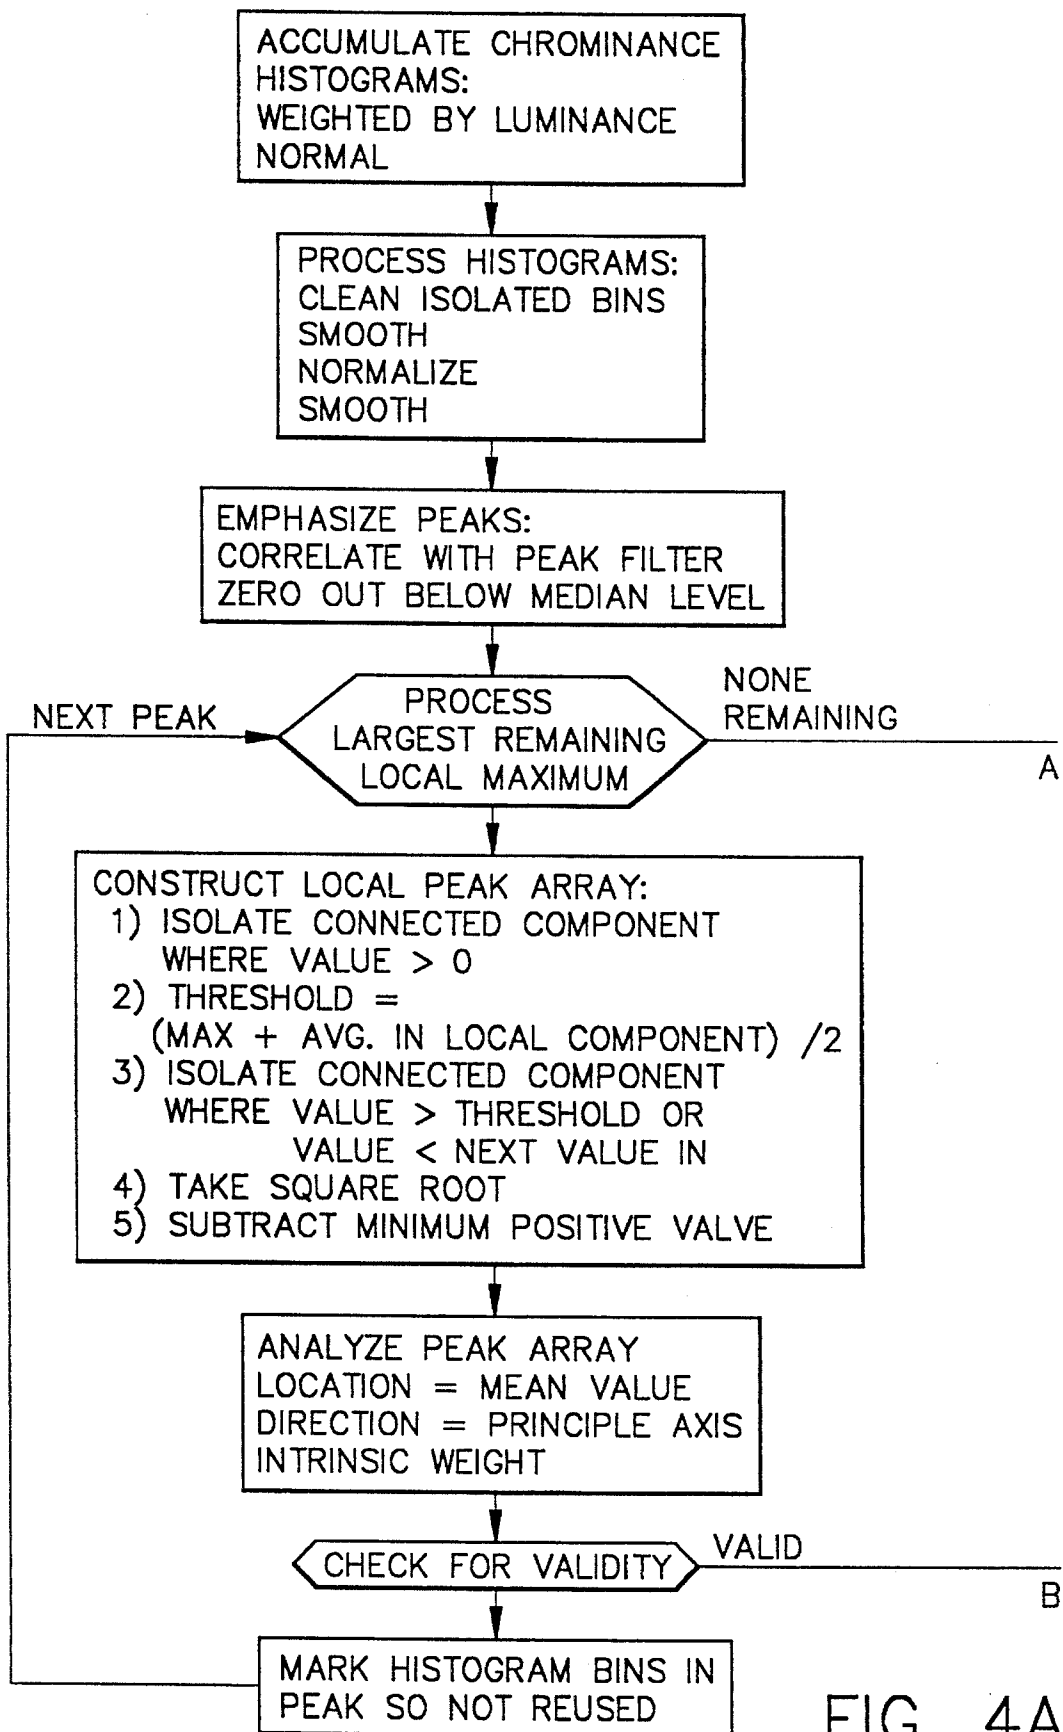 ACCUMULATE CHROMINANCE
HISTOGRAMS:
WEIGHTED BY LUMINANCE
NORMAL
PROCESS HISTOGRAMS:
CLEAN ISOLATED BINS
SMOOTH
NORMALIZE
SMOOTH
EMPHASIZE PEAKS:
CORRELATE WITH PEAK FILTER
ZERO OUT BELOW MEDIAN LEVEL
NEXT PEAK
PROCESS
LARGEST REMAINING
LOCAL MAXIMUM
NONE
REMAINING
A
CONSTRUCT LOCAL PEAK ARRAY:
1) ISOLATE CONNECTED COMPONENT
WHERE VALUE > 0
2) THRESHOLD =
(MAX + AVG. IN LOCAL COMPONENT) /2
3) ISOLATE CONNECTED COMPONENT
WHERE VALUE > THRESHOLD OR
VALUE < NEXT VALUE IN
4) TAKE SQUARE ROOT
5) SUBTRACT MINIMUM POSITIVE VALVE
ANALYZE PEAK ARRAY
LOCATION = MEAN VALUE
DIRECTION = PRINCIPLE AXIS
INTRINSIC WEIGHT
CHECK FOR VALIDITY
VALID
B
MARK HISTOGRAM BINS IN
PEAK SO NOT REUSED
FIG. 4A